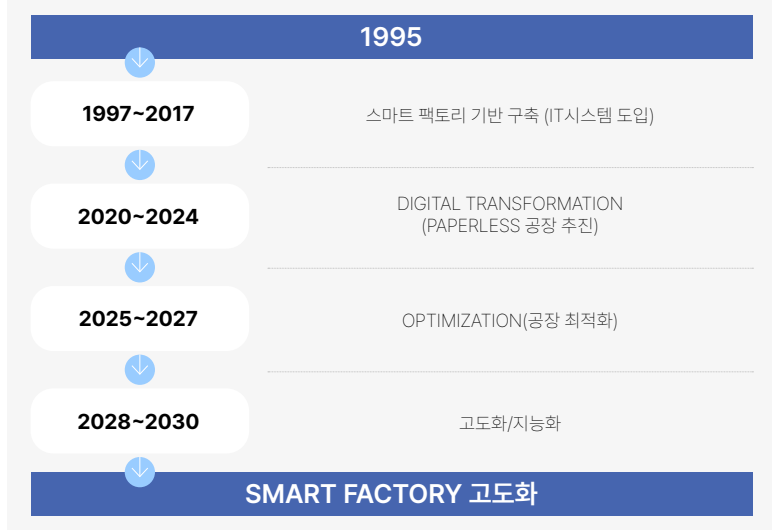 1995
1997~2017
스마트 팩토리 기반 구축 (IT시스템 도입)
2020~2024
DIGITAL TRANSFORMATION
(PAPERLESS 공장 추진)
2025~2027
OPTIMIZATION(공장 최적화)
2028~2030
고도화/지능화
SMART FACTORY 고도화